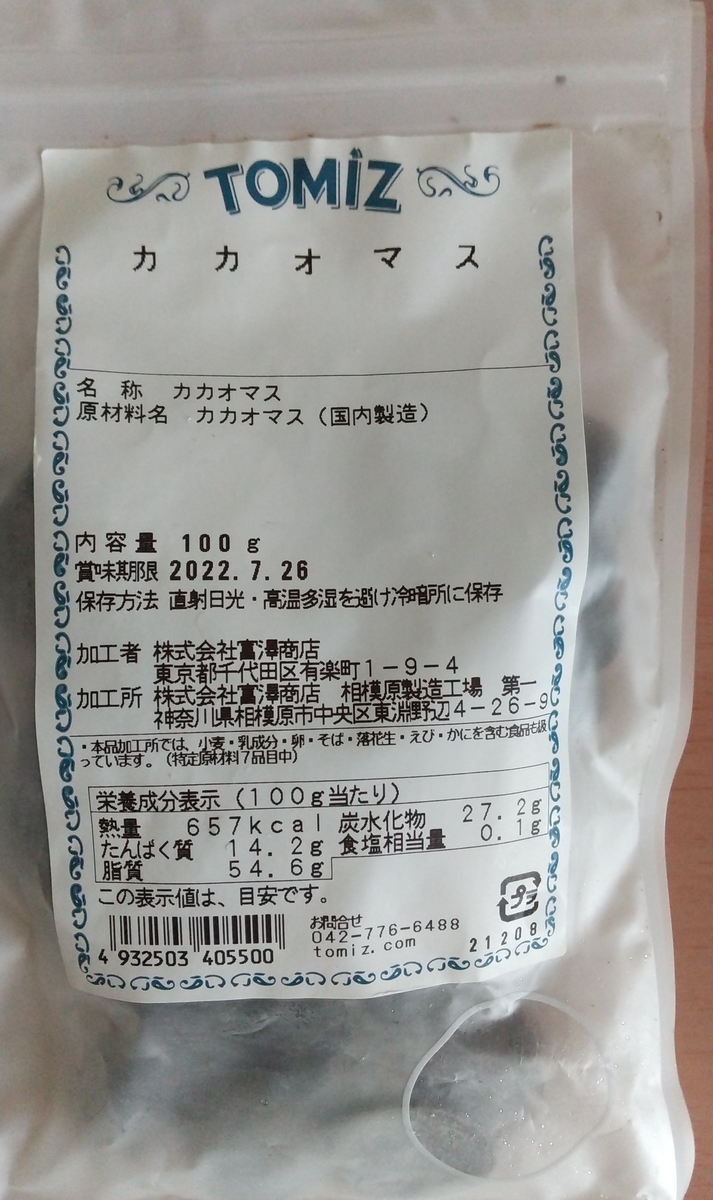 TOMIZ
カカオマス
名称 カカオマス
原材料名 カカオマス（国内製造）
内容量 100g
賞味期限 2022.7.26
保存方法 直射日光・高温多湿を避け冷暗所に保存
加工者 株式会社富澤商店
東京都千代田区有楽町1-9-4
加工所 株式会社富澤商店 相模原製造工場 第一
神奈川県相模原市中央区東淵野辺4-26-9
・本品加工所では、小麦・乳成分・卵・そば・落花生・えび・かにを含む食品も扱
っています。（特定原材料7品目中）
栄養成分表示（100g当たり）
熱量 657kcal 炭水化物 27.2g
たんぱく質 14.2g 食塩相当量 0.1g
脂質 54.6g
この表示値は、目安です。
プラ
お問合せ
042-776-6488
tomiz.com
21208
4 932503 405500